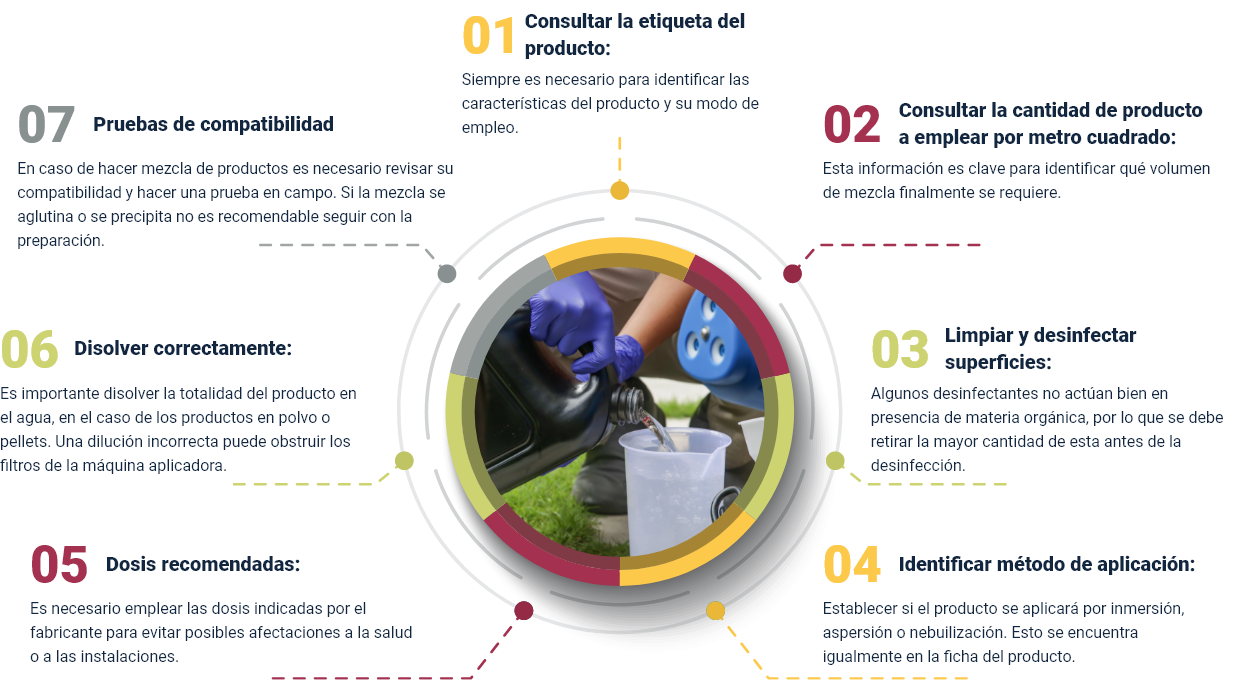 01 Consultar la etiqueta del
producto:
Siempre es necesario para identificar las
características del producto y su modo de
empleo.
02 Consultar la cantidad de producto
a emplear por metro cuadrado:
Esta información es clave para identificar qué volumen
de mezcla finalmente se requiere.
03 Limpiar y desinfectar
superficies:
Algunos desinfectantes no actúan bien en
presencia de materia orgánica, por lo que se debe
retirar la mayor cantidad de esta antes de la
desinfección.
04 Identificar método de aplicación:
Establecer si el producto se aplicará por inmersión,
aspersión o nebuilización. Esto se encuentra
igualmente en la ficha del producto.
05 Dosis recomendadas:
Es necesario emplear las dosis indicadas por el
fabricante para evitar posibles afectaciones a la salud
o a las instalaciones.
06 Disolver correctamente:
Es importante disolver la totalidad del producto en
el agua, en el caso de los productos en polvo o
pellets. Una dilución incorrecta puede obstruir los
filtros de la máquina aplicadora.
07 Pruebas de compatibilidad
En caso de hacer mezcla de productos es necesario revisar su
compatibilidad y hacer una prueba en campo. Si la mezcla se
aglutina o se precipita no es recomendable seguir con la
preparación.